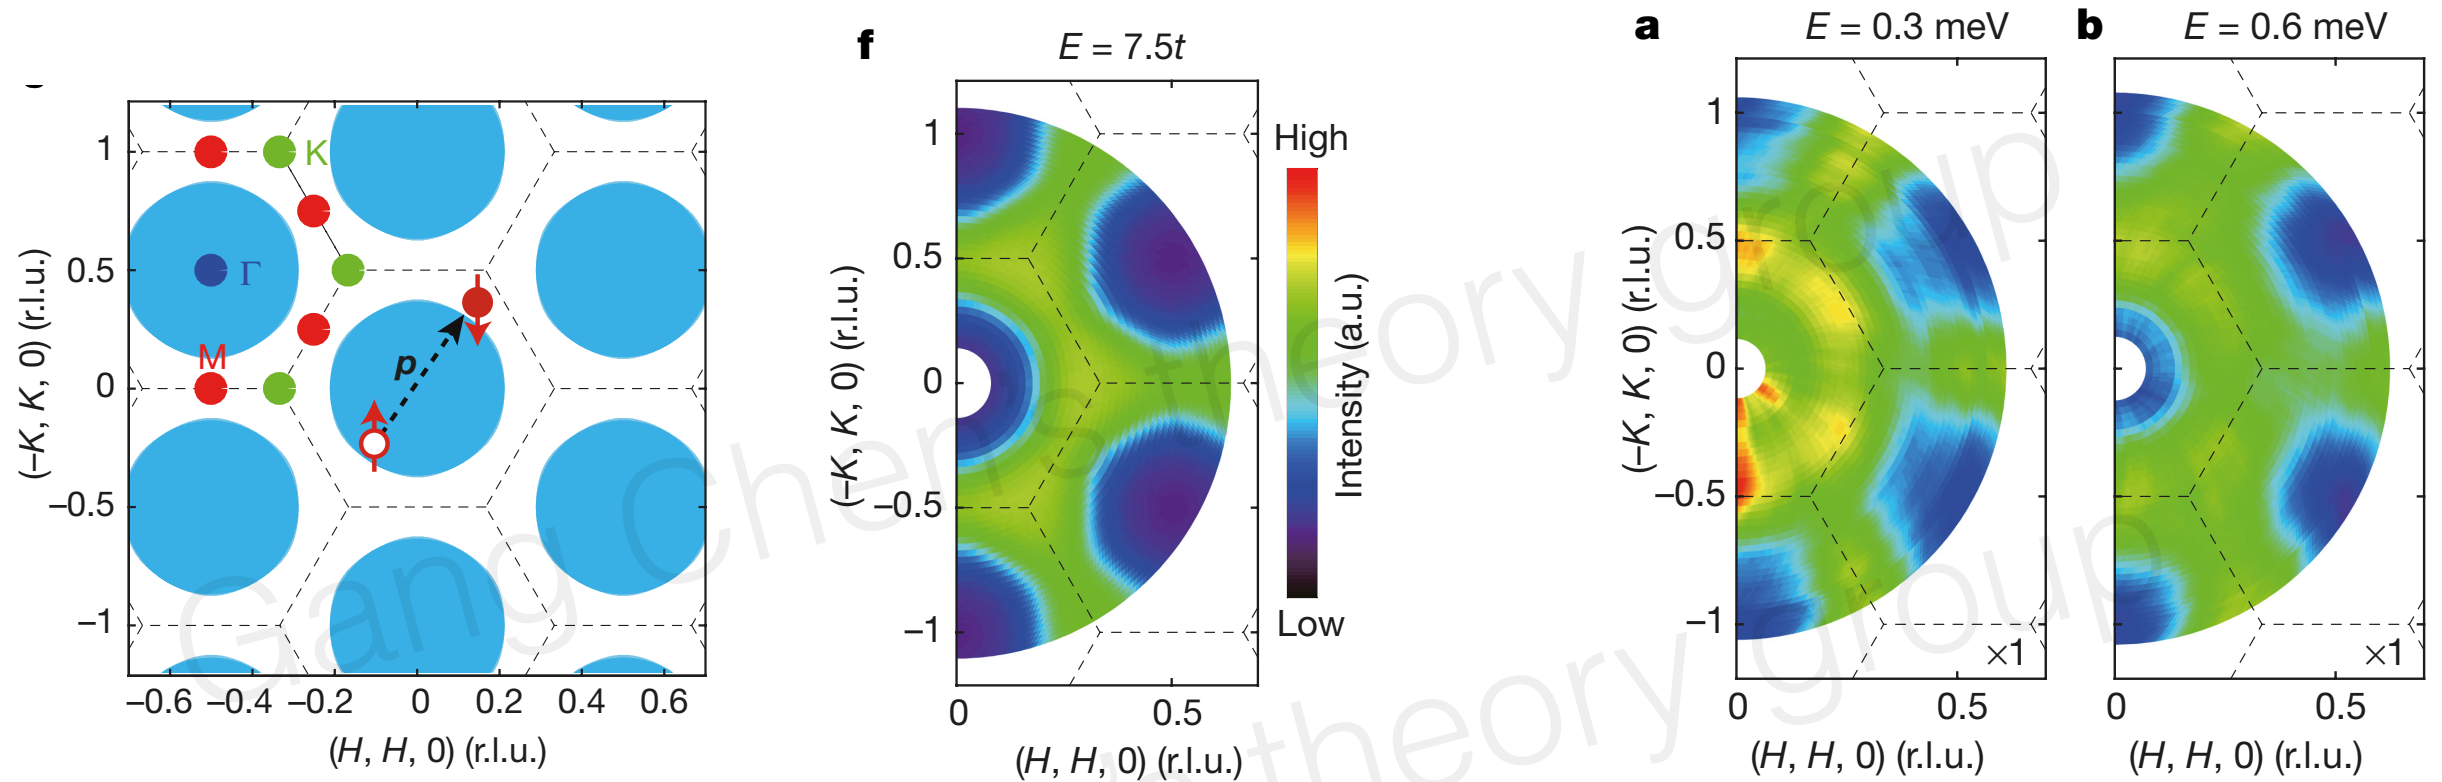 1
0.5
0
−0.5
−1
(−K, K, 0) (r.l.u.)
K
Γ
M
p
−0.6 −0.4 −0.2 0 0.2 0.4 0.6
(H, H, 0) (r.l.u.)
f
E = 7.5t
1
0.5
0
−0.5
−1
(−K, K, 0) (r.l.u.)
0 0.5
(H, H, 0) (r.l.u.)
High
Intensity (a.u.)
Low
a
E = 0.3 meV
1
0.5
0
−0.5
−1
(−K, K, 0) (r.l.u.)
×1
0 0.5
(H, H, 0) (r.l.u.)
b
E = 0.6 meV
×1
0 0.5
(H, H, 0) (r.l.u.)
Gang Chen's theory group
theory group